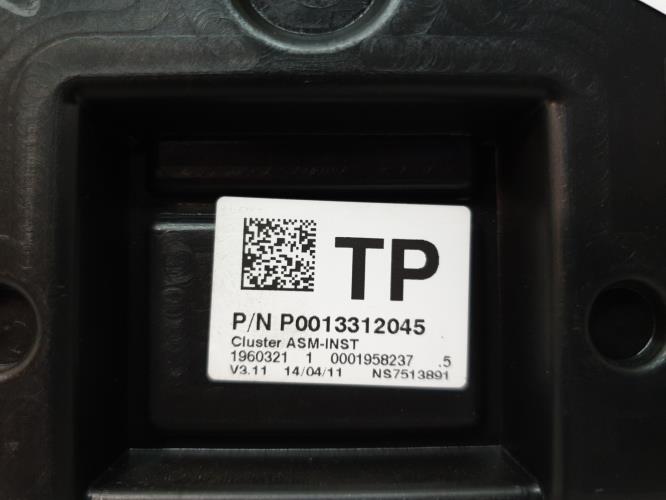 TP
P/N P0013312045
Cluster ASM-INST
1960321 1 0001958237 .5
V3.11 14/04/11 NS7513891